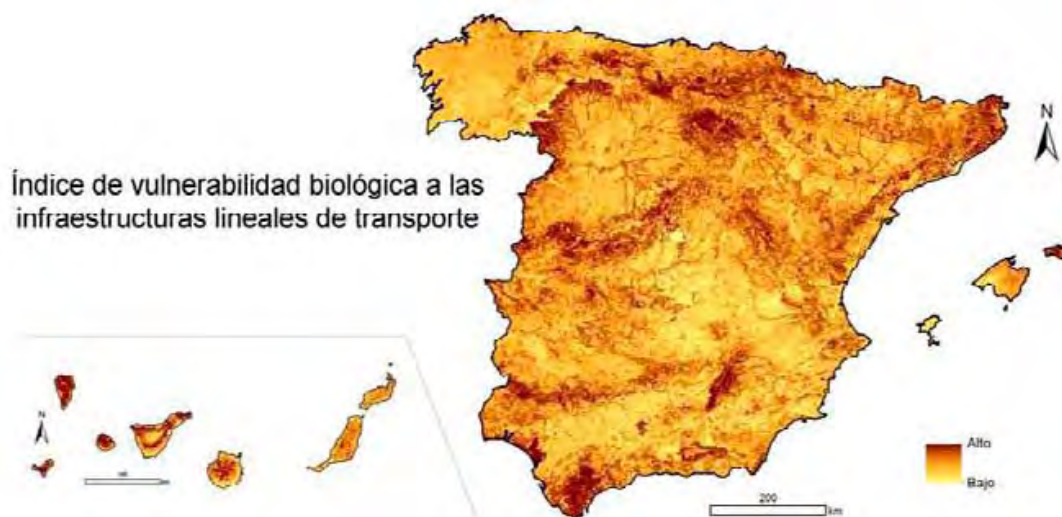 Índice de vulnerabilidad biológica a las
infraestructuras lineales de transporte
N
N
Alto
Bajo
200
km